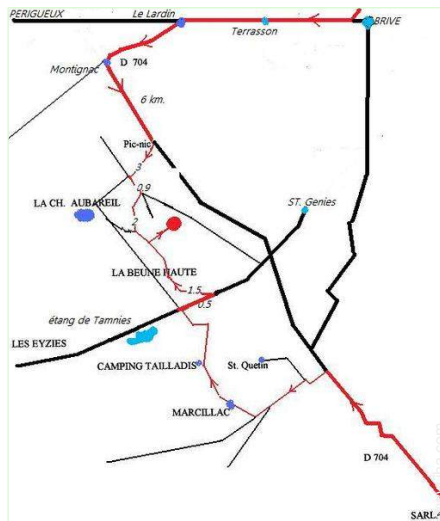 PERIGUEUX
Le Lardin
Terrasson
BRIVE
Montignac
D 704
6 km.
Pic-nic
3
0.9
ST. Genies
LA CH. AUBAREIL
2
LA BEUNE HAUTE
1.5
0.5
étang de Tamnies
LES EYZIES
CAMPING TAILLADIS
St. Quetin
MARCILLAC
D 704